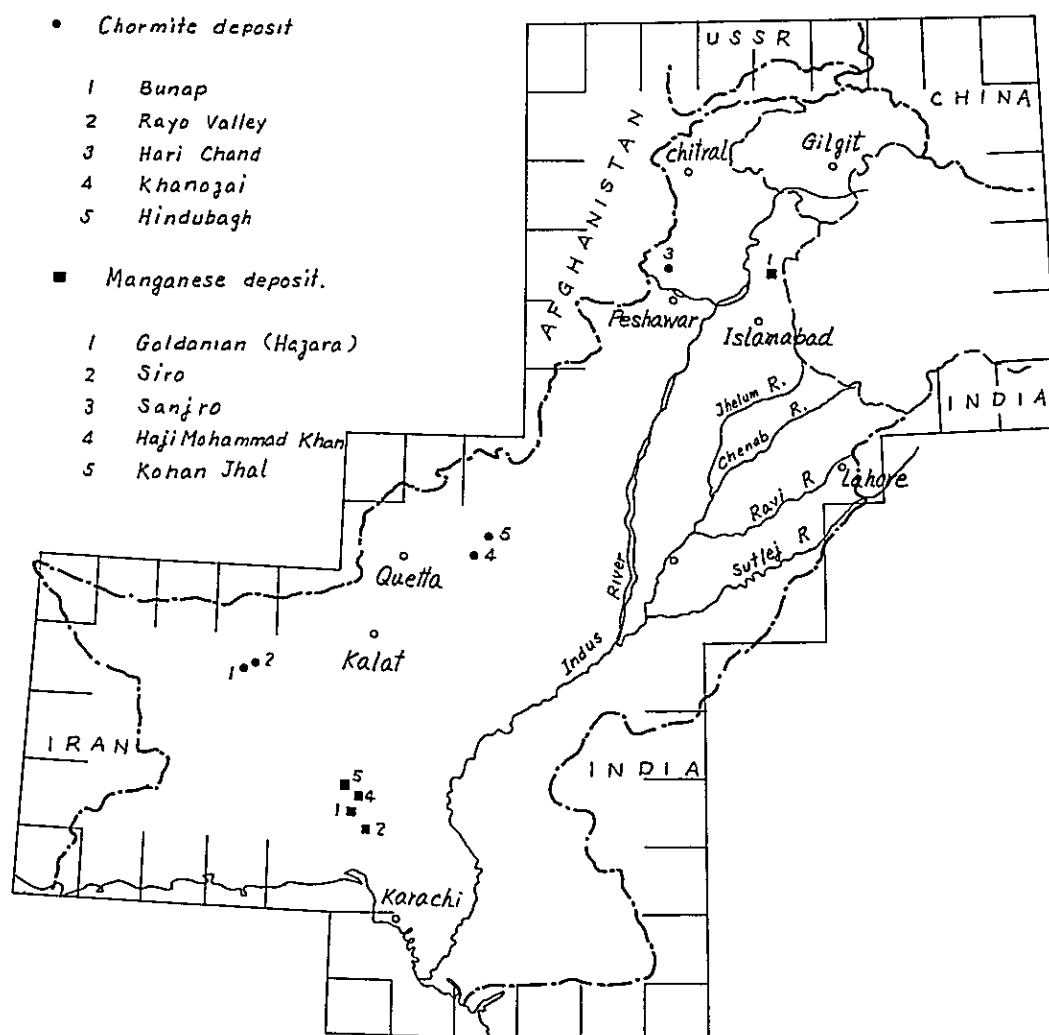 • Chormite deposit
1 Bunap
2 Rayo Valley
3 Hari Chand
4 Khanozai
5 Hindubagh
■ Manganese deposit.
1 Goldanian (Hazara)
2 Siro
3 Sanjro
4 Haji Mohammad Khan
5 Kohan Jhal
USSR
CHINA
AFGHANISTAN
Chitral
Gilgit
3
1
Peshawar
Islamabad
Jhelum R.
Chenab R.
INDIA
Lahore
Ravi R
Sutlej R
5
4
Quetta
River
Indus
Kalat
1
2
IRAN
INDIA
5
4
1
2
Karachi